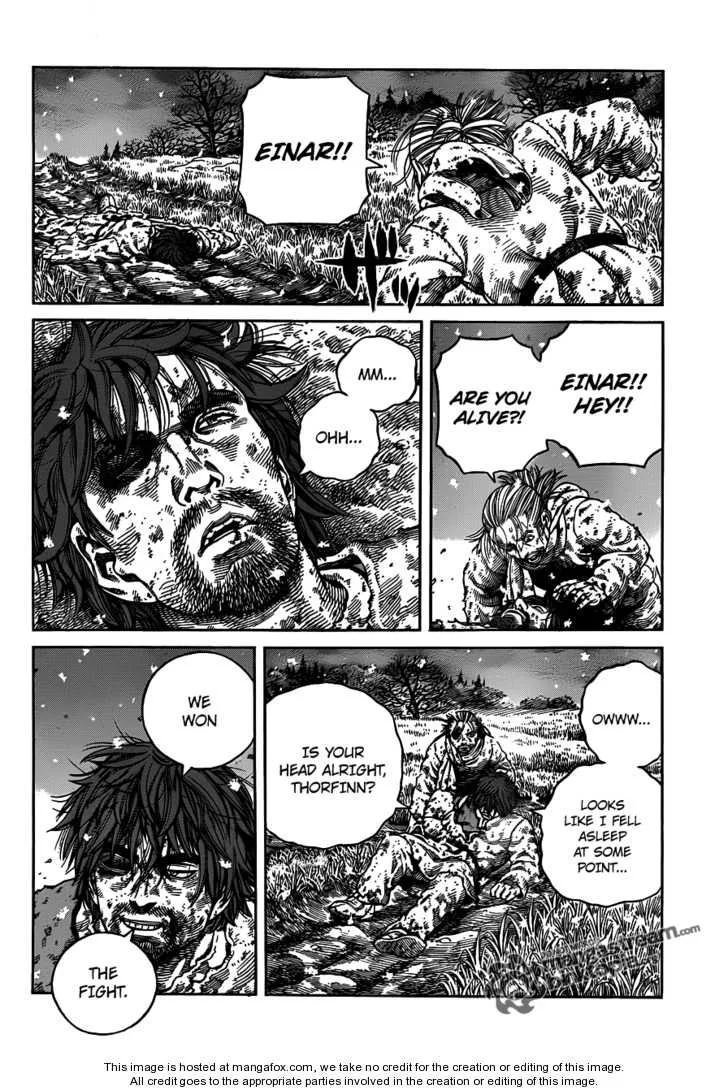 EINAR!!
MM...
OHH...
EINAR!!
HEY!!
ARE YOU
ALIVE?!
WE
WON
THE
FIGHT.
OWWW...
IS YOUR
HEAD ALRIGHT,
THORFINN?
LOOKS
LIKE I FELL
ASLEEP
AT SOME
POINT...
mangastream.com
This image is hosted at mangafox.com, we take no credit for the creation or editing of this image.
All credit goes to the appropriate parties involved in the creation or editing of this image.